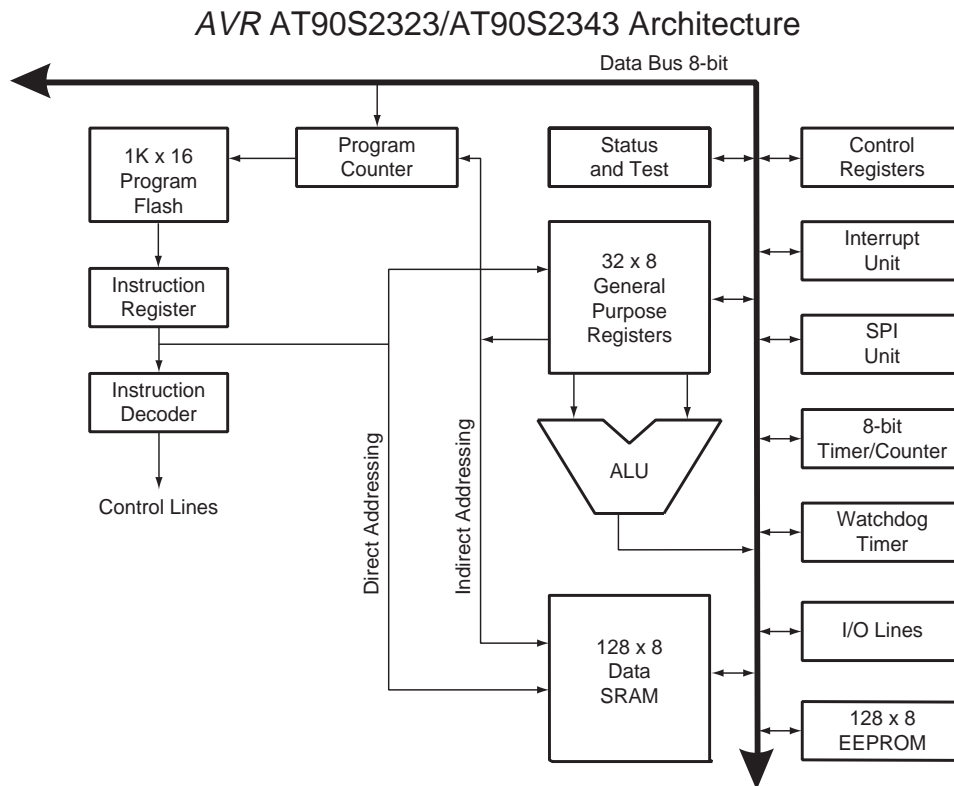 AVR AT90S2323/AT90S2343 Architecture
Data Bus 8-bit
1K x 16
Program
Flash
Program
Counter
Status
and Test
Control
Registers
Instruction
Register
32 x 8
General
Purpose
Registers
Interrupt
Unit
SPI
Unit
Instruction
Decoder
Control Lines
Direct Addressing
Indirect Addressing
ALU
8-bit
Timer/Counter
Watchdog
Timer
128 x 8
Data
SRAM
I/O Lines
128 x 8
EEPROM